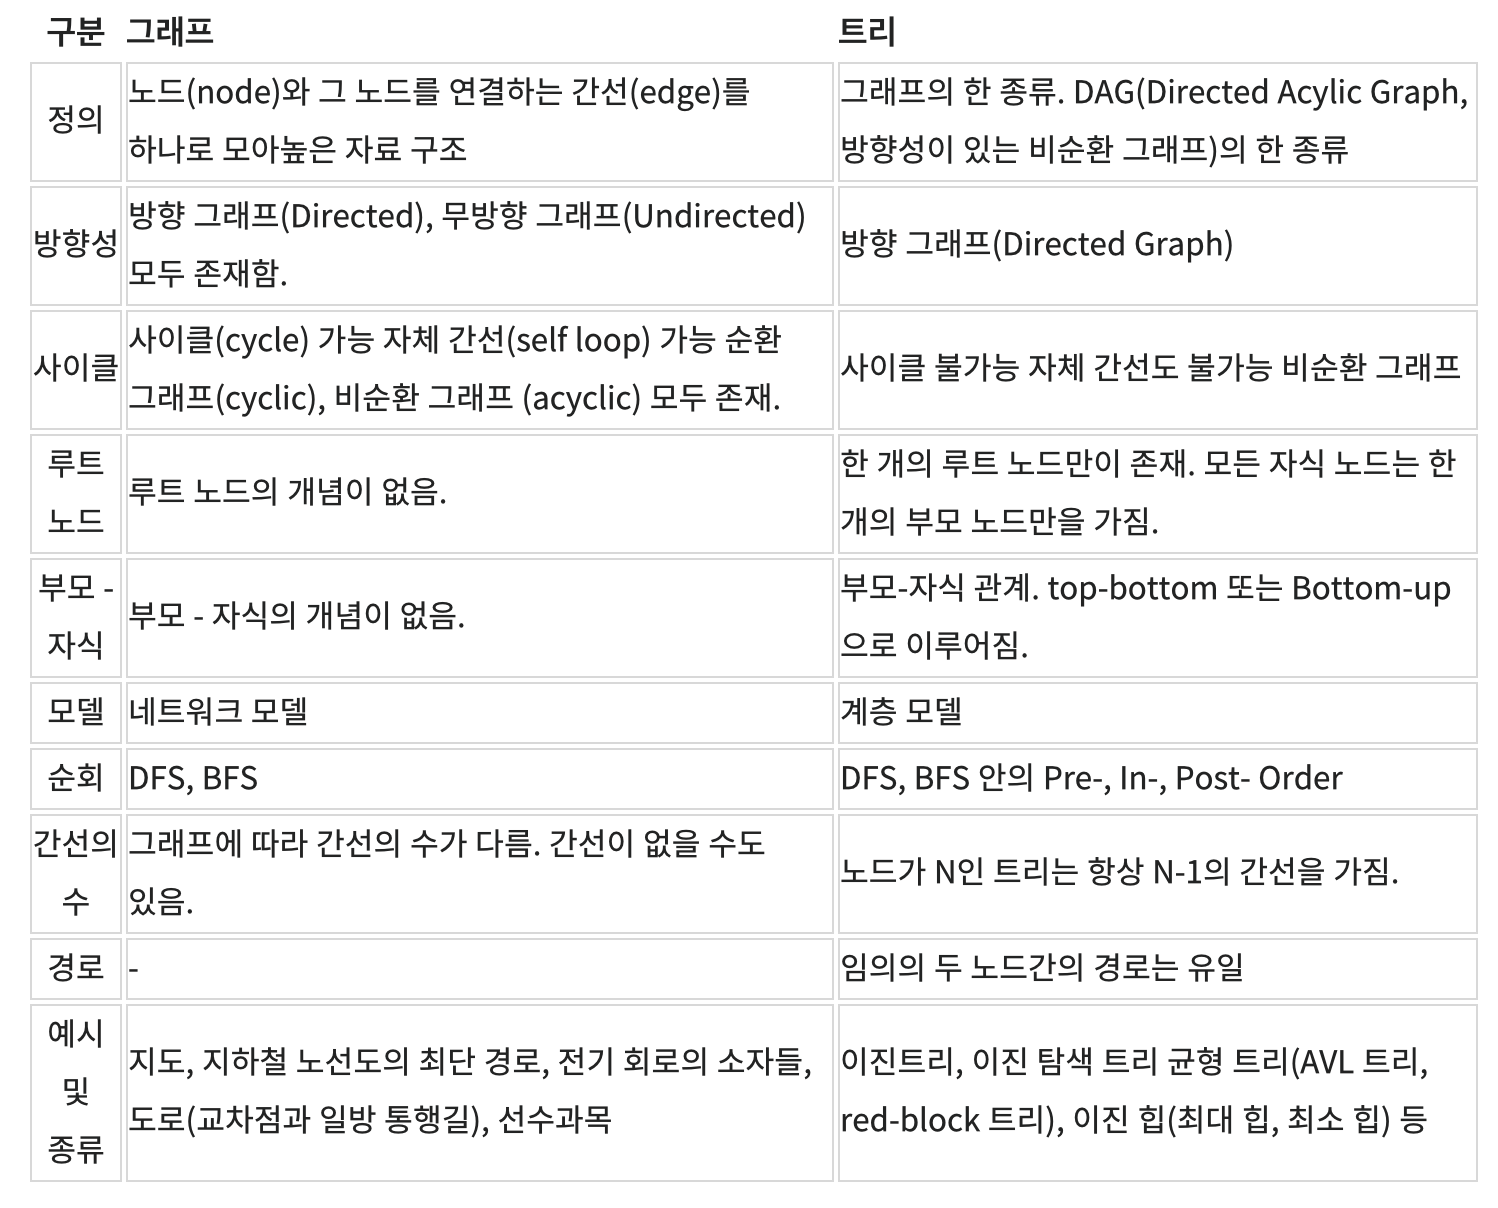 구분 그래프 트리
정의
노드(node)와 그 노드를 연결하는 간선(edge)를
하나로 모아높은 자료 구조
그래프의 한 종류. DAG(Directed Acylic Graph,
방향성이 있는 비순환 그래프)의 한 종류
방향성
방향 그래프(Directed), 무방향 그래프(Undirected)
모두 존재함.
방향 그래프(Directed Graph)
사이클
사이클(cycle) 가능 자체 간선(self loop) 가능 순환
그래프(cyclic), 비순환 그래프 (acyclic) 모두 존재.
사이클 불가능 자체 간선도 불가능 비순환 그래프
루트
노드
루트 노드의 개념이 없음.
한 개의 루트 노드만이 존재. 모든 자식 노드는 한
개의 부모 노드만을 가짐.
부모 -
자식
부모 - 자식의 개념이 없음.
부모-자식 관계. top-bottom 또는 Bottom-up
으로 이루어짐.
모델
네트워크 모델
계층 모델
순회
DFS, BFS
DFS, BFS 안의 Pre-, In-, Post- Order
간선의
수
그래프에 따라 간선의 수가 다름. 간선이 없을 수도
있음.
노드가 N인 트리는 항상 N-1의 간선을 가짐.
경로
-
임의의 두 노드간의 경로는 유일
예시
및
종류
지도, 지하철 노선도의 최단 경로, 전기 회로의 소자들,
도로(교차점과 일방 통행길), 선수과목
이진트리, 이진 탐색 트리 균형 트리(AVL 트리,
red-block 트리), 이진 힙(최대 힙, 최소 힙) 등